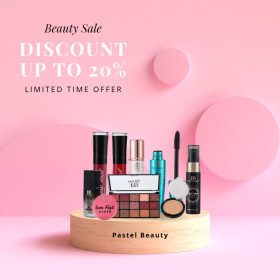 Beauty Sale
DISCOUNT
UP TO 20%
LIMITED TIME OFFER
Pastel Beauty